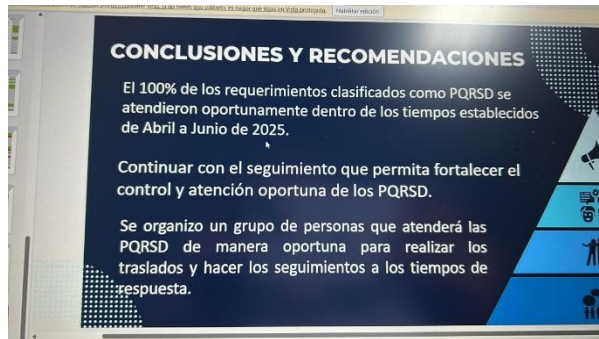 Habilitar edición
CONCLUSIONES Y RECOMENDACIONES
El 100% de los requerimientos clasificados como PQRSD se
atendieron oportunamente dentro de los tiempos establecidos
de Abril a Junio de 2025.
Continuar con el seguimiento que permita fortalecer el
control y atención oportuna de los PQRSD.
Se organizo un grupo de personas que atenderá las
PQRSD de manera oportuna para realizar los
traslados y hacer los seguimientos a los tiempos de
respuesta.